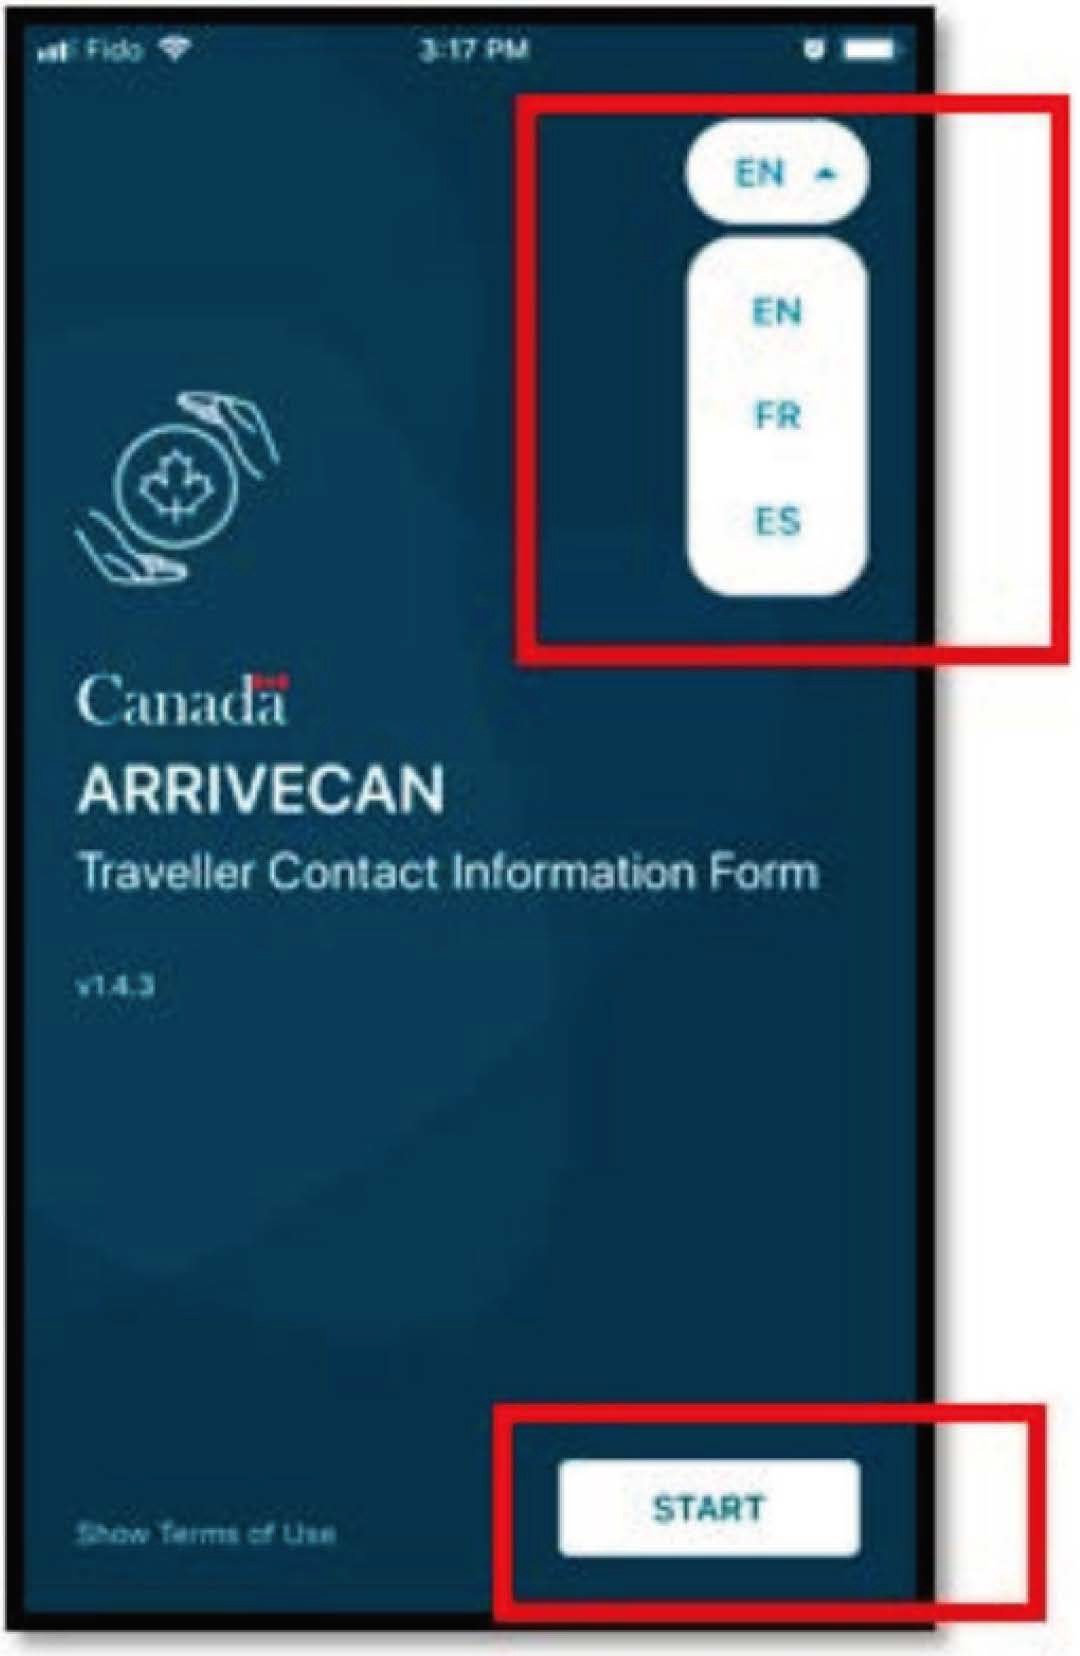 Fido 3:17 PM
EN
EN
FR
ES
Canada
ARRIVECAN
Traveller Contact Information Form
v1.4.3
Show Terms of Use
START